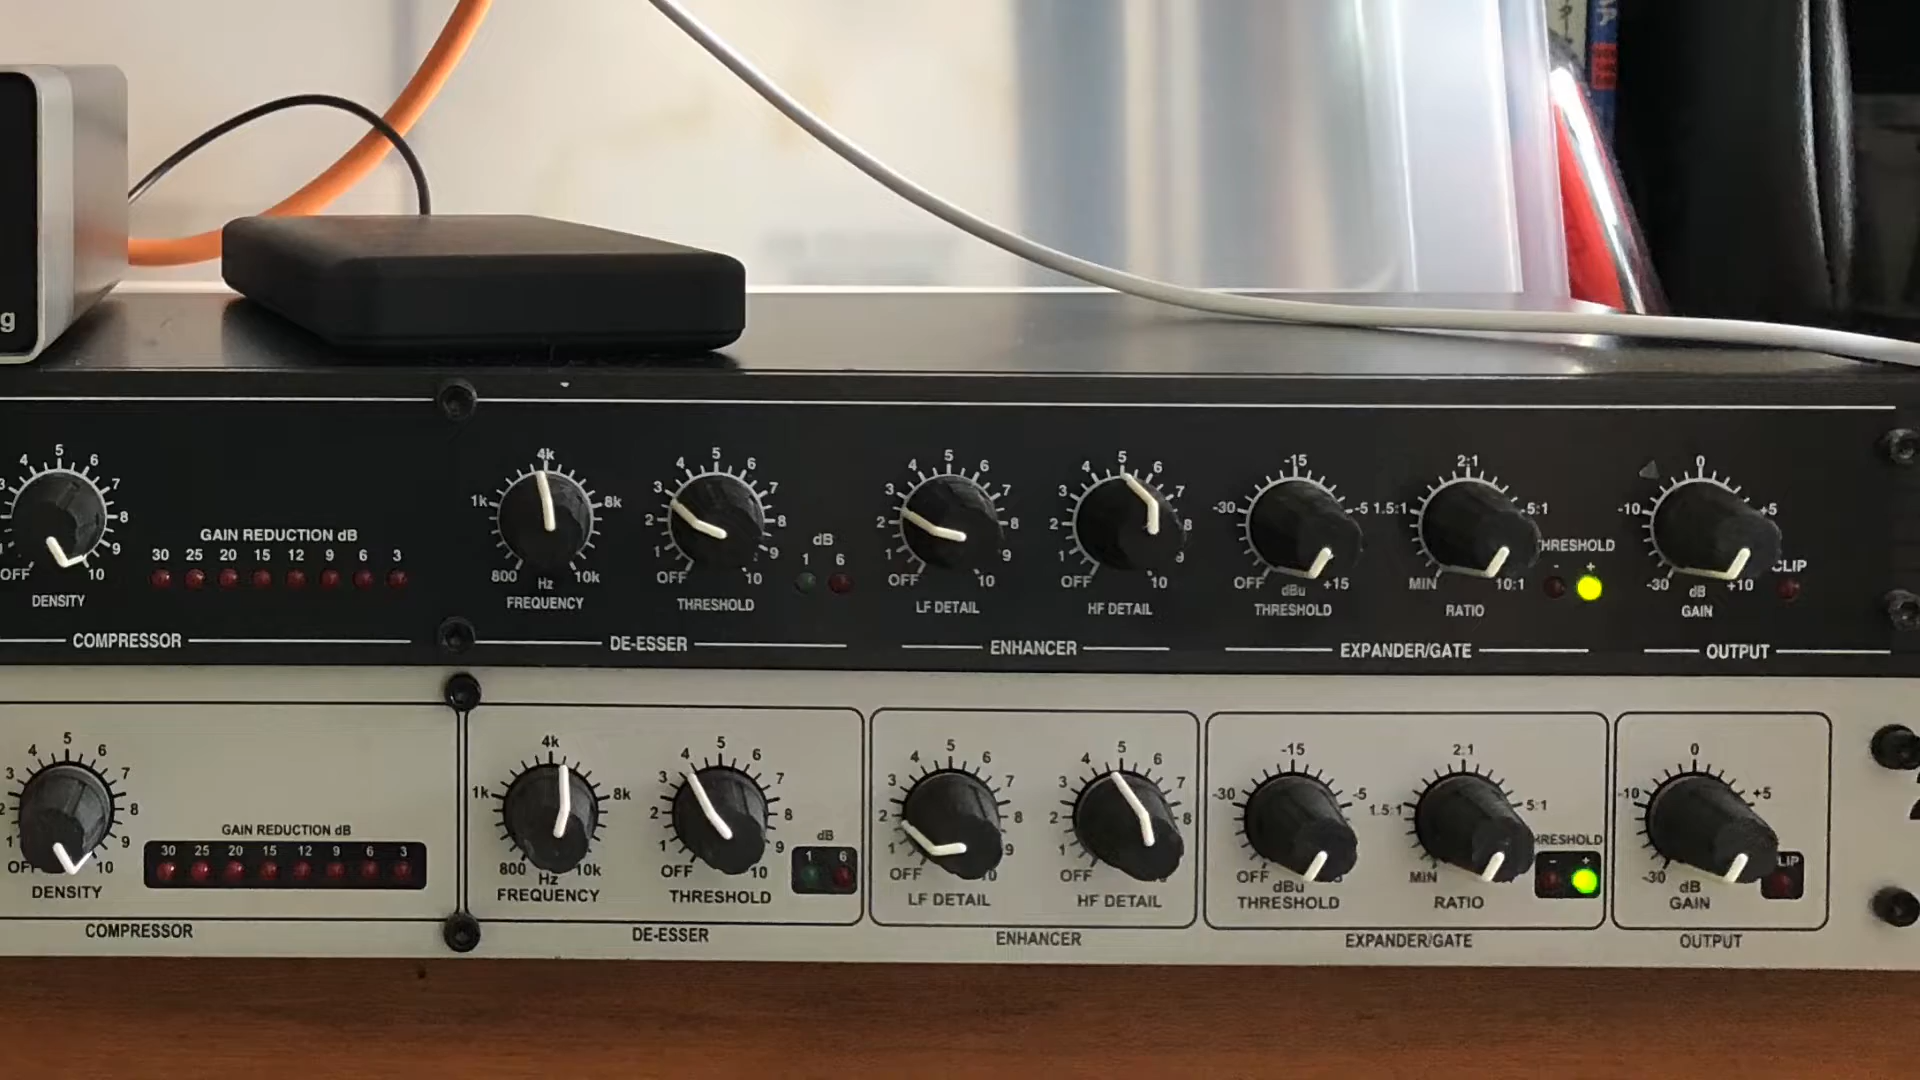 g
5
4 6
3 7
8
9
OFF 10
DENSITY
GAIN REDUCTION dB
30 25 20 15 12 9 6 3
COMPRESSOR
4k
1k 8k
800 Hz 10k
FREQUENCY
5
4 6
3 7
2 8
1 9
OFF 10
THRESHOLD
dB
1 6
DE-ESSER
5
4 6
3 7
2 8
1 9
OFF 10
LF DETAIL
5
4 6
3 7
2 8
1 9
OFF 10
HF DETAIL
ENHANCER
-15
-30 -5
OFF dBu +15
THRESHOLD
2:1
1.5:1 5:1
MIN 10:1
RATIO
THRESHOLD
- +
EXPANDER/GATE
0
-10 +5
-30 dB +10
GAIN
CLIP
OUTPUT
5
4 6
3 7
2 8
1 9
OFF 10
DENSITY
GAIN REDUCTION dB
30 25 20 15 12 9 6 3
COMPRESSOR
4k
1k 8k
800 Hz 10k
FREQUENCY
5
4 6
3 7
2 8
1 9
OFF 10
THRESHOLD
dB
1 6
DE-ESSER
5
4 6
3 7
2 8
1 9
OFF
LF DETAIL
5
4 6
3 7
2 8
1
OFF
HF DETAIL
ENHANCER
-15
-30 -5
OFF dBu
THRESHOLD
2:1
1.5:1 5:1
MIN
RATIO
RESHOLD
- +
EXPANDER/GATE
0
-10 +5
-30 dB
GAIN
LIP
OUTPUT